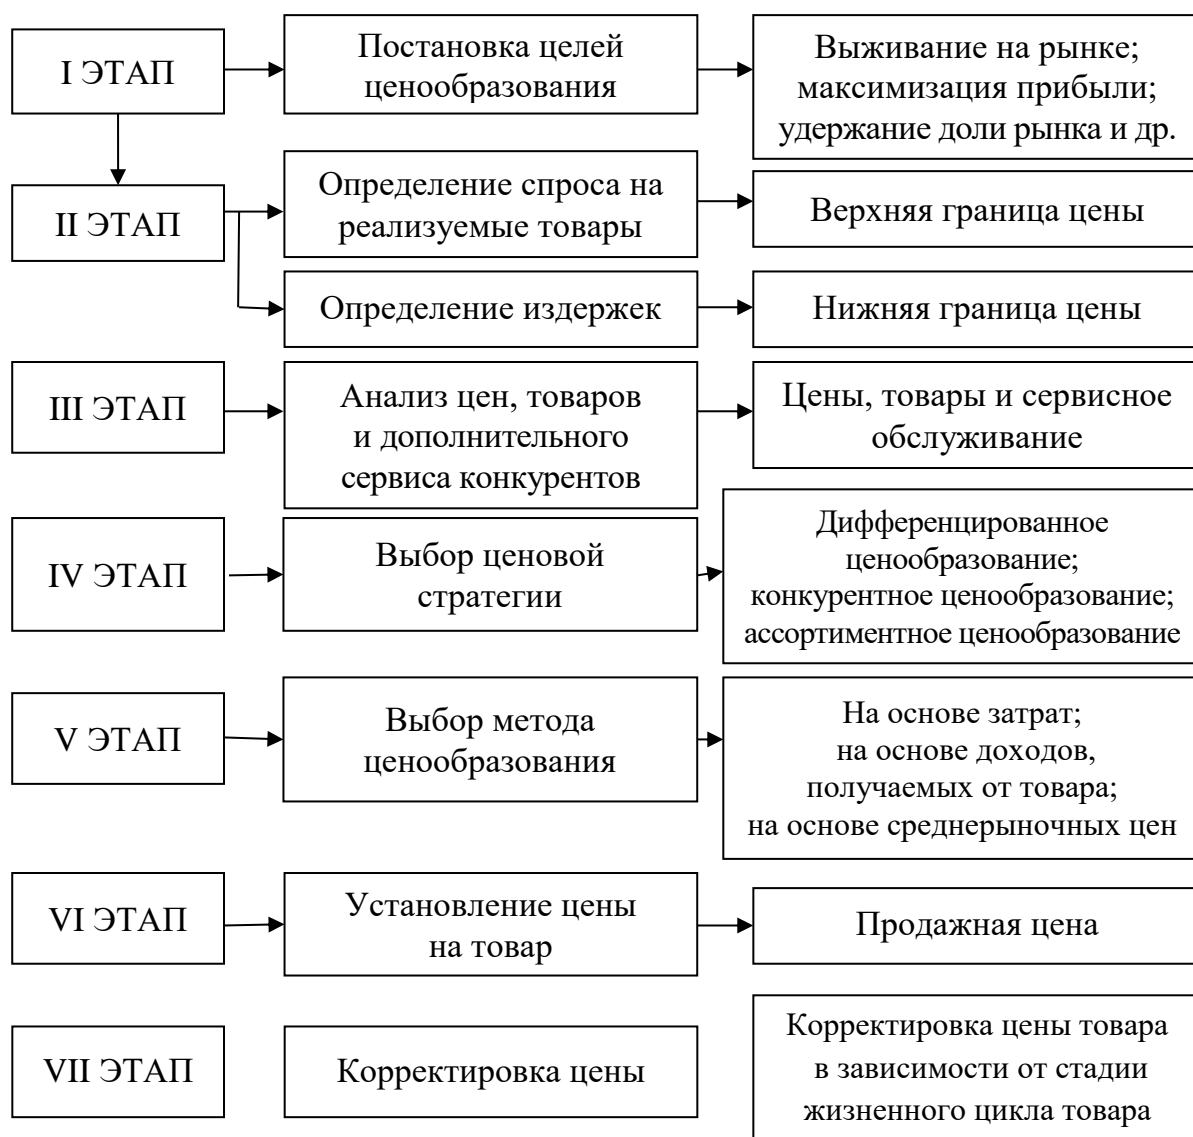 I ЭТАП
Постановка целей
ценообразования
Выживание на рынке;
максимизация прибыли;
удержание доли рынка и др.
II ЭТАП
Определение спроса на
реализуемые товары
Верхняя граница цены
Определение издержек
Нижняя граница цены
III ЭТАП
Анализ цен, товаров
и дополнительного
сервиса конкурентов
Цены, товары и сервисное
обслуживание
IV ЭТАП
Выбор ценовой
стратегии
Дифференцированное
ценообразование;
конкурентное ценообразование;
ассортиментное ценообразование
V ЭТАП
Выбор метода
ценообразования
На основе затрат;
на основе доходов,
получаемых от товара;
на основе среднерыночных цен
VI ЭТАП
Установление цены
на товар
Продажная цена
VII ЭТАП
Корректировка цены
Корректировка цены товара
в зависимости от стадии
жизненного цикла товара